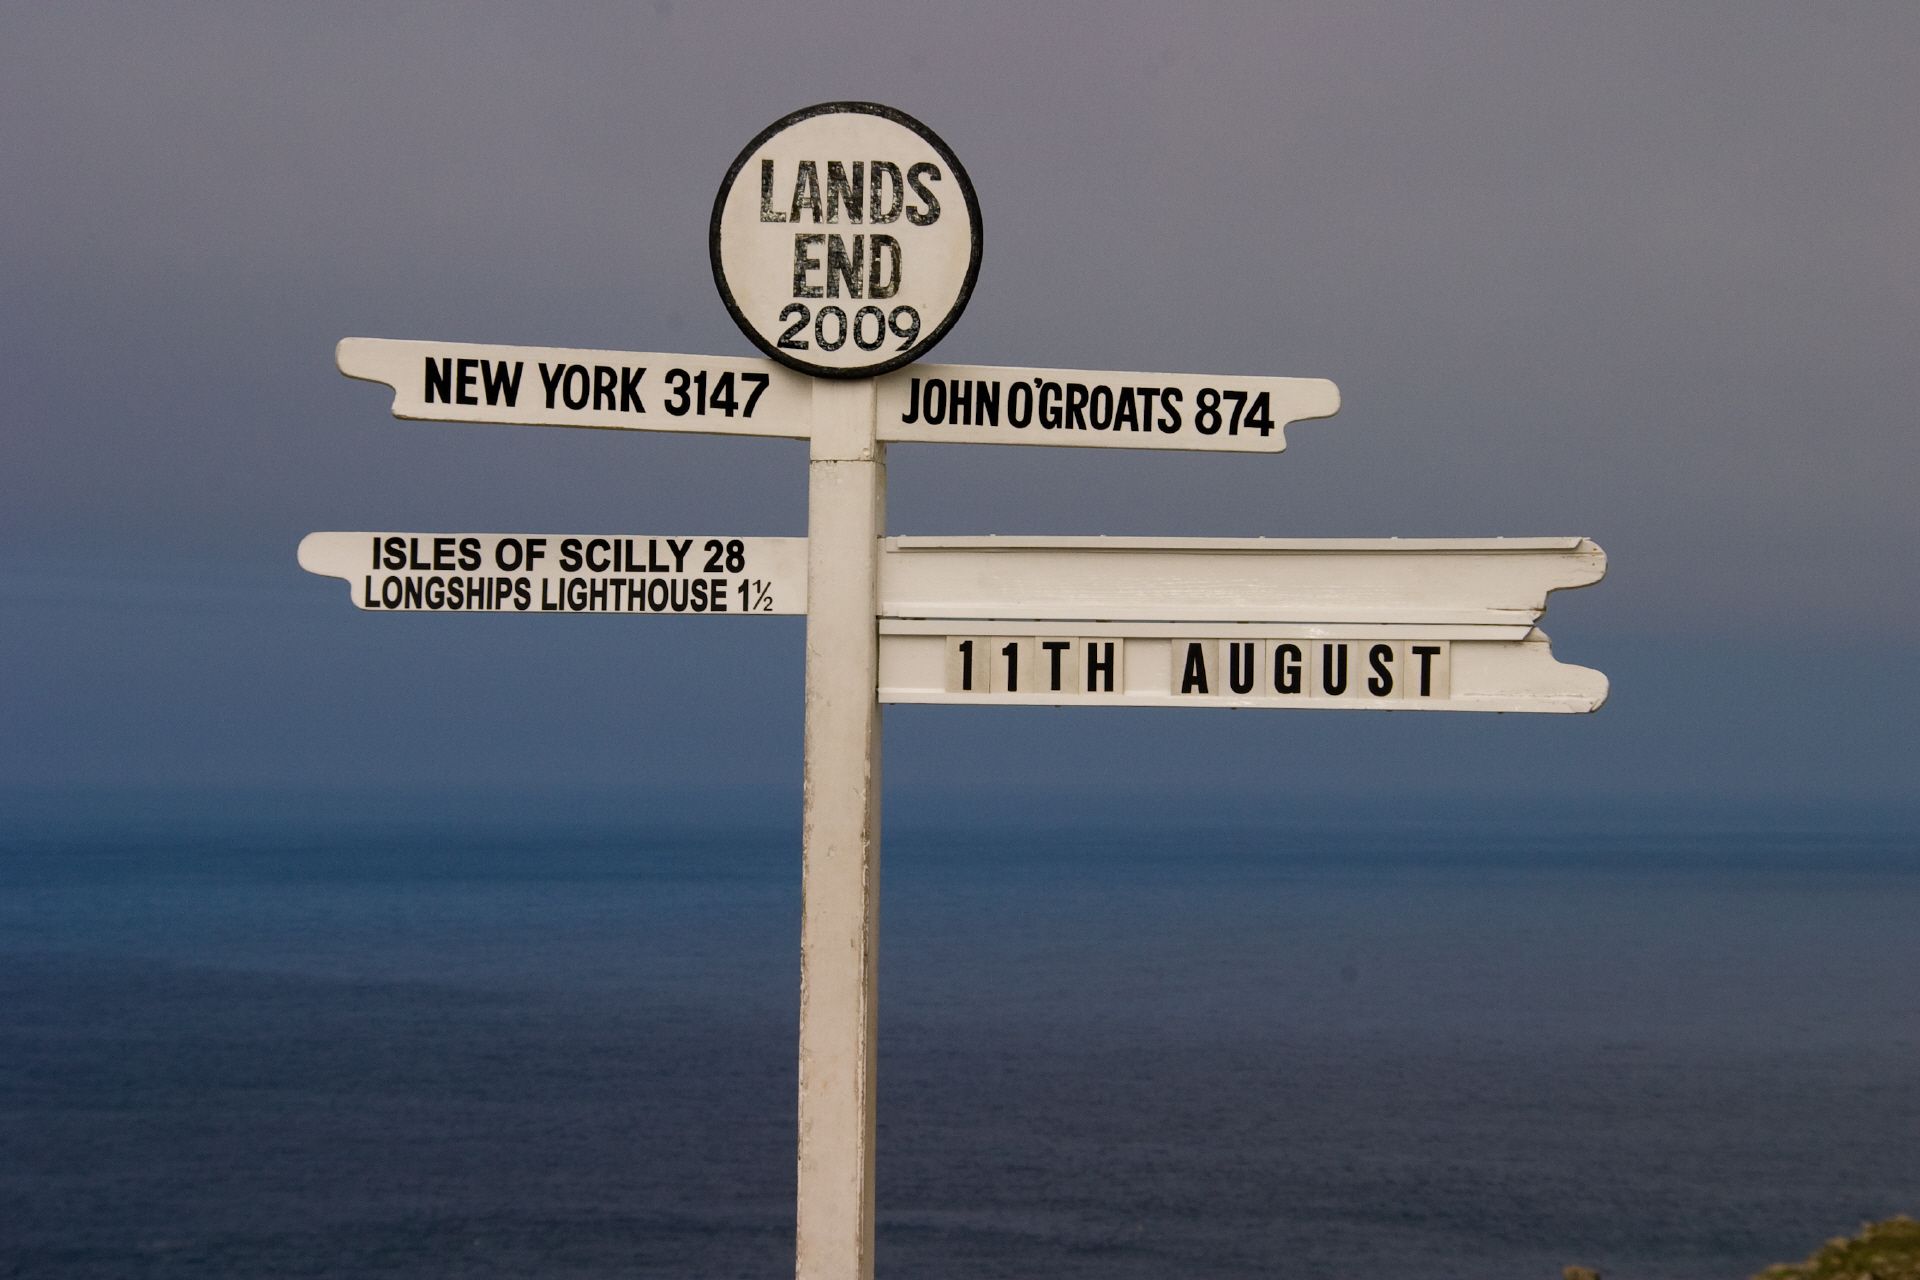 LANDS
END
2009
NEW YORK 3147
JOHN O'GROATS 874
ISLES OF SCILLY 28
LONGSHIPS LIGHTHOUSE 1½
11TH AUGUST